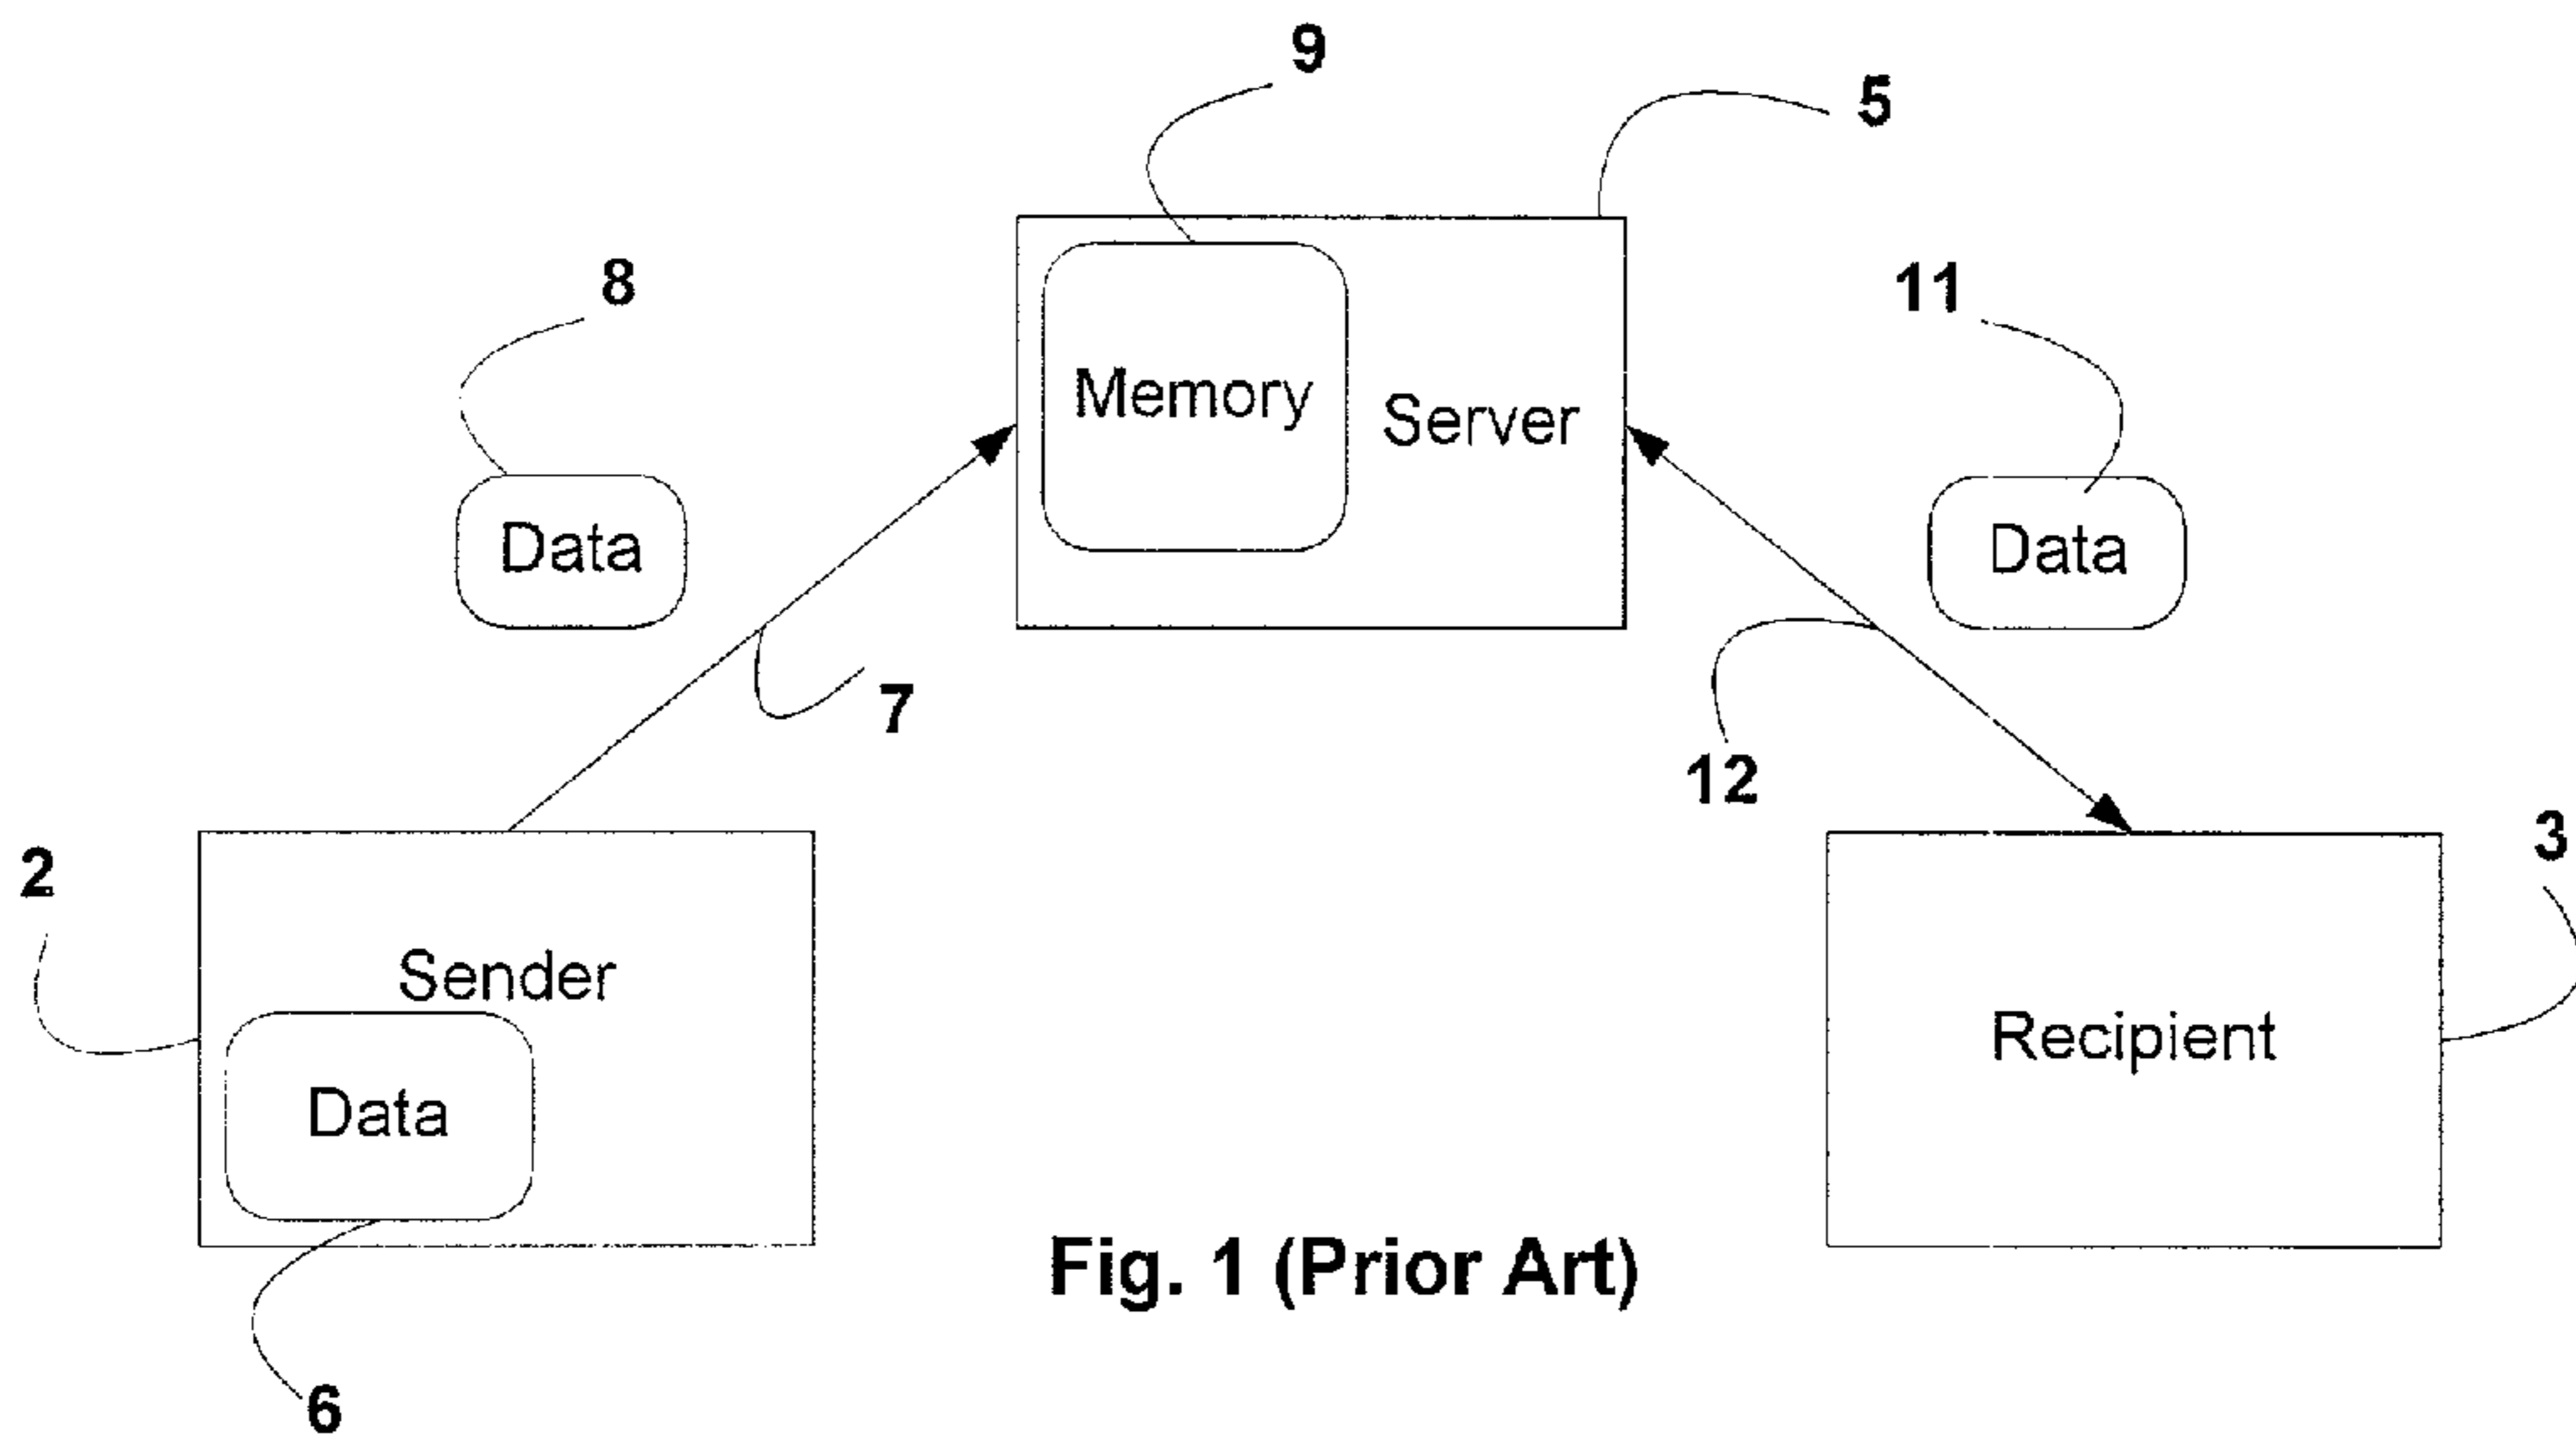 9
5
8
11
Memory
Server
Data
Data
7
12
2
3
Sender
Recipient
Data
Fig. 1 (Prior Art)
6